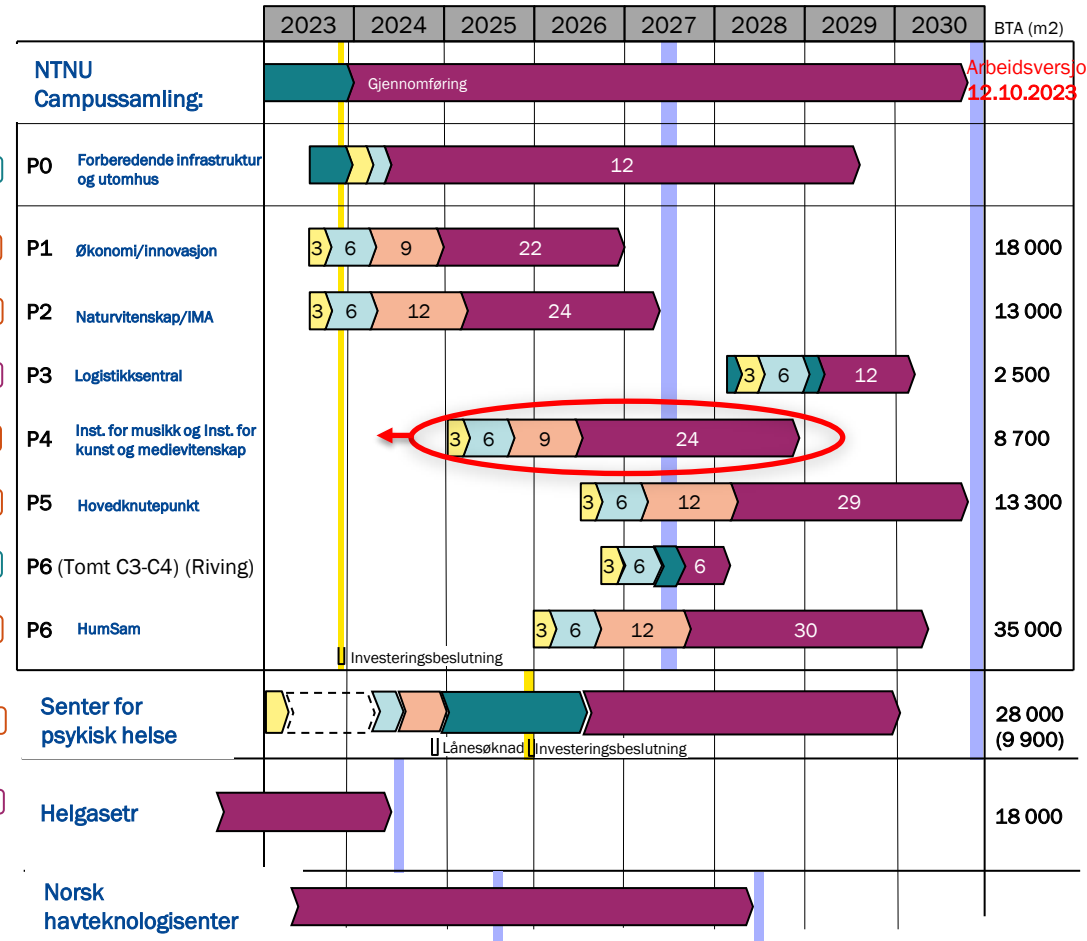 2023 2024 2025 2026 2027 2028 2029 2030 BTA (m2)
NTNU
Campussamling:
Gjennomføring
Arbeidsversjo
12.10.2023
P0 Forberedende infrastruktur
og utomhus
12
P1 Økonomi/innovasjon 3 6 9 22 18 000
P2 Naturvitenskap/IMA 3 6 12 24 13 000
P3 Logistikksentral 3 6 12 2 500
P4 Inst. for musikk og Inst. for
kunst og medievitenskap
3 6 9 24 8 700
P5 Hovedknutepunkt 3 6 12 29 13 300
P6 (Tomt C3-C4) (Riving) 3 6 6
P6 HumSam 3 6 12 30 35 000
Investeringsbeslutning
Senter for
psykisk helse
28 000
(9 900)
Lånesøknad Investeringsbeslutning
Helgasetr 18 000
Norsk
havteknologisenter